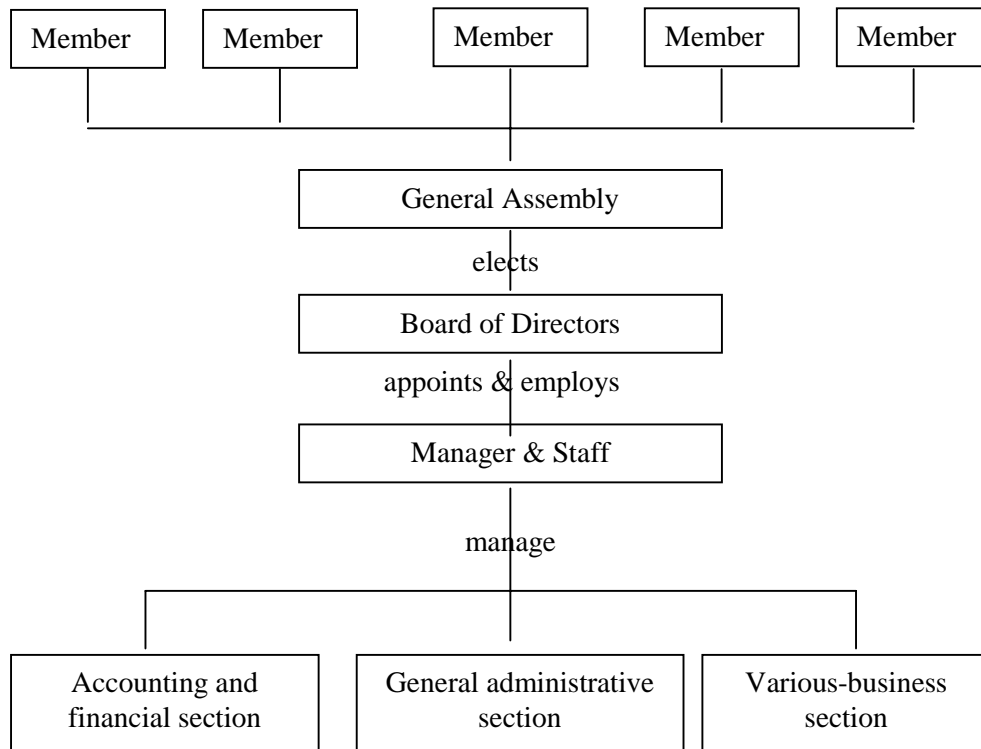 Member Member Member Member Member
General Assembly
elects
Board of Directors
appoints & employs
Manager & Staff
manage
Accounting and
financial section
General administrative
section
Various-business
section